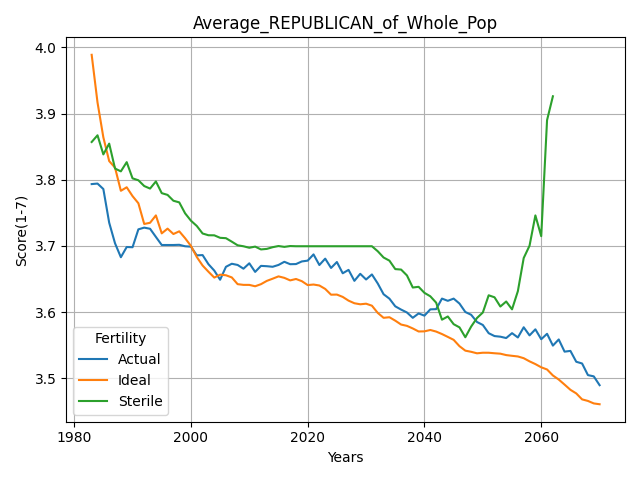 Average_REPUBLICAN_of_Whole_Pop
Score(1-7)
4.0
3.9
3.8
3.7
3.6
3.5
Fertility
Actual
Ideal
Sterile
1980 2000 2020 2040 2060
Years